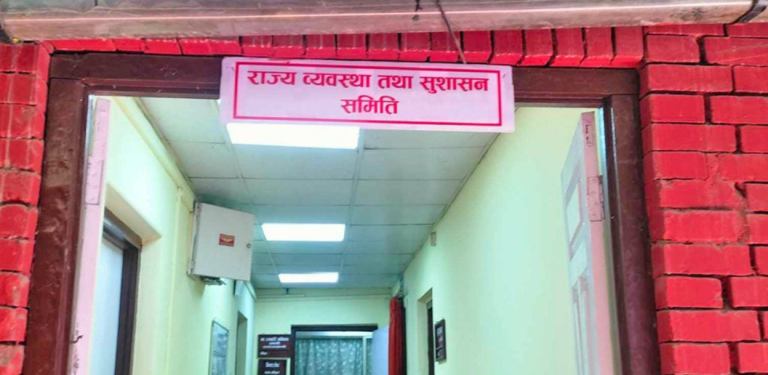 राज्य व्यवस्था तथा सुशासन
समिति